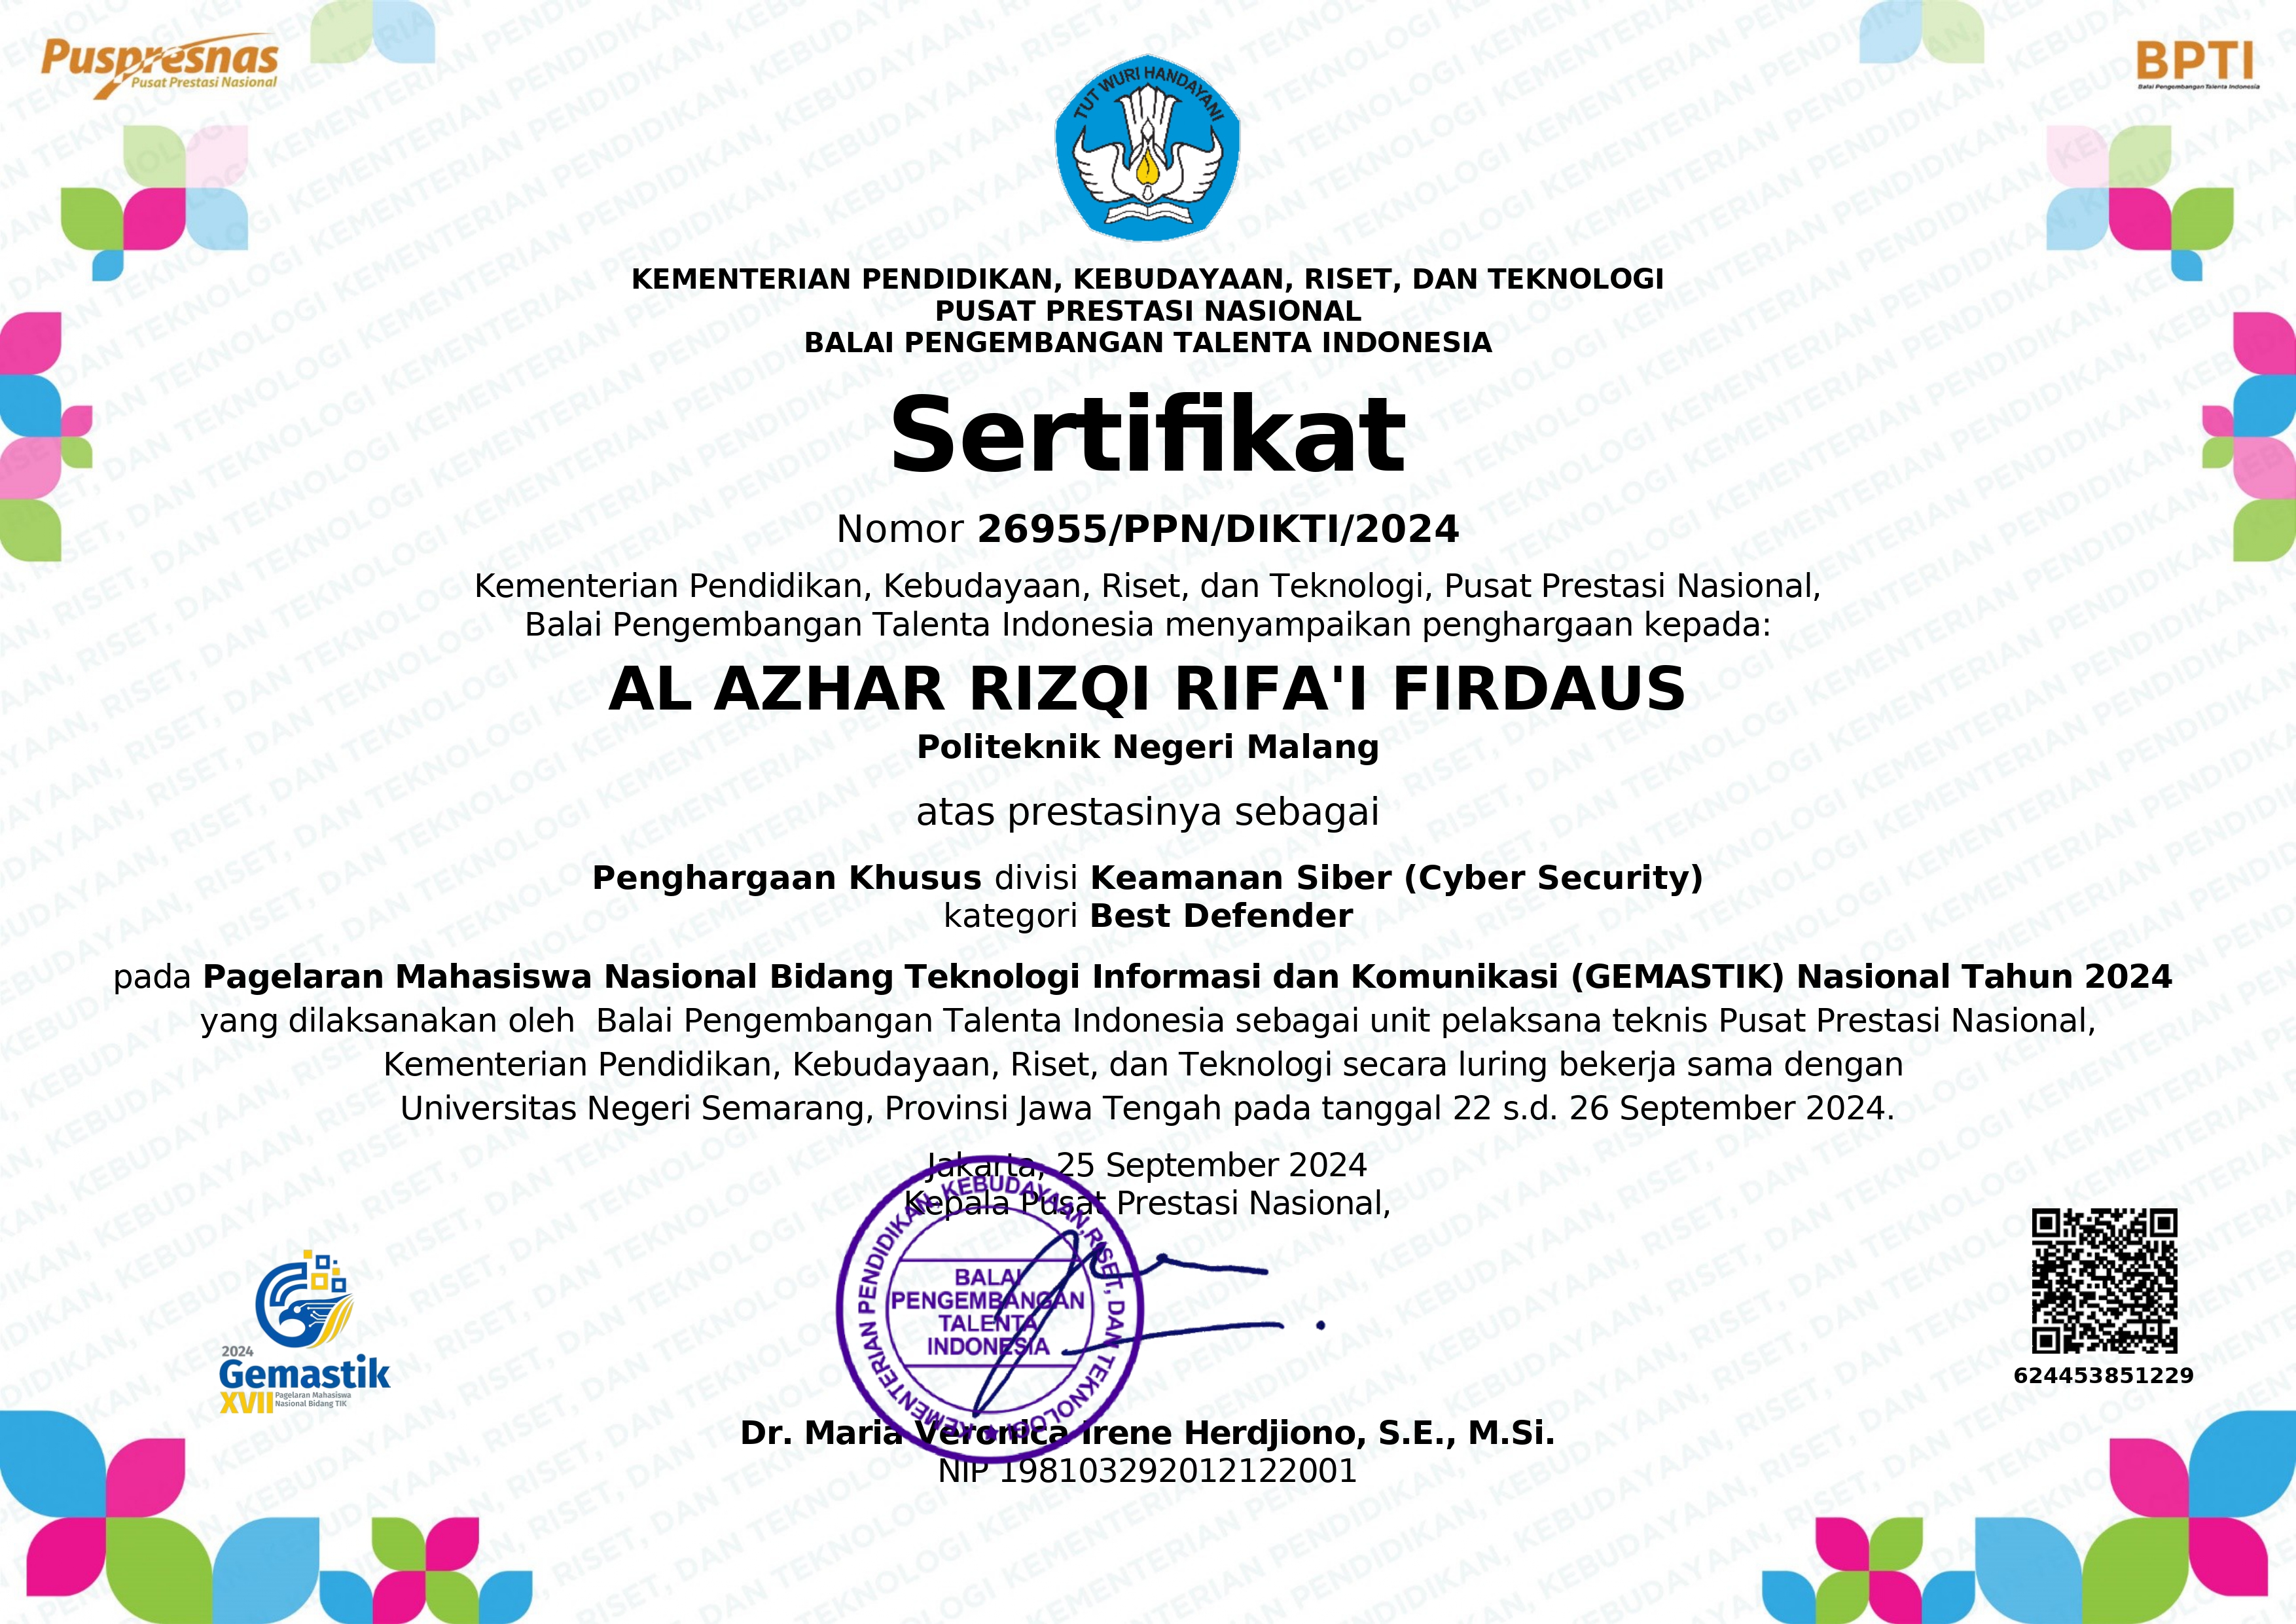 Puspresnas
Pusat Prestasi Nasional
BPTI
Balai Pengembangan Talenta Indonesia
TUT WURI HANDAYANI
KEMENTERIAN PENDIDIKAN, KEBUDAYAAN, RISET, DAN TEKNOLOGI
PUSAT PRESTASI NASIONAL
BALAI PENGEMBANGAN TALENTA INDONESIA
Sertifikat
Nomor 26955/PPN/DIKTI/2024
Kementerian Pendidikan, Kebudayaan, Riset, dan Teknologi, Pusat Prestasi Nasional,
Balai Pengembangan Talenta Indonesia menyampaikan penghargaan kepada:
AL AZHAR RIZQI RIFA'I FIRDAUS
Politeknik Negeri Malang
atas prestasinya sebagai
Penghargaan Khusus divisi Keamanan Siber (Cyber Security)
kategori Best Defender
pada Pagelaran Mahasiswa Nasional Bidang Teknologi Informasi dan Komunikasi (GEMASTIK) Nasional Tahun 2024
yang dilaksanakan oleh Balai Pengembangan Talenta Indonesia sebagai unit pelaksana teknis Pusat Prestasi Nasional,
Kementerian Pendidikan, Kebudayaan, Riset, dan Teknologi secara luring bekerja sama dengan
Universitas Negeri Semarang, Provinsi Jawa Tengah pada tanggal 22 s.d. 26 September 2024.
Jakarta, 25 September 2024
Kepala Pusat Prestasi Nasional,
KEMENTERIAN PENDIDIKAN, KEBUDAYAAN, RISET, DAN TEKNOLOGI
BALAI
PENGEMBANGAN
TALENTA
INDONESIA
2024
Gemastik
XVII Pagelaran Mahasiswa
Nasional Bidang TIK
624453851229
Dr. Maria Veronica Irene Herdjiono, S.E., M.Si.
NIP 198103292012122001